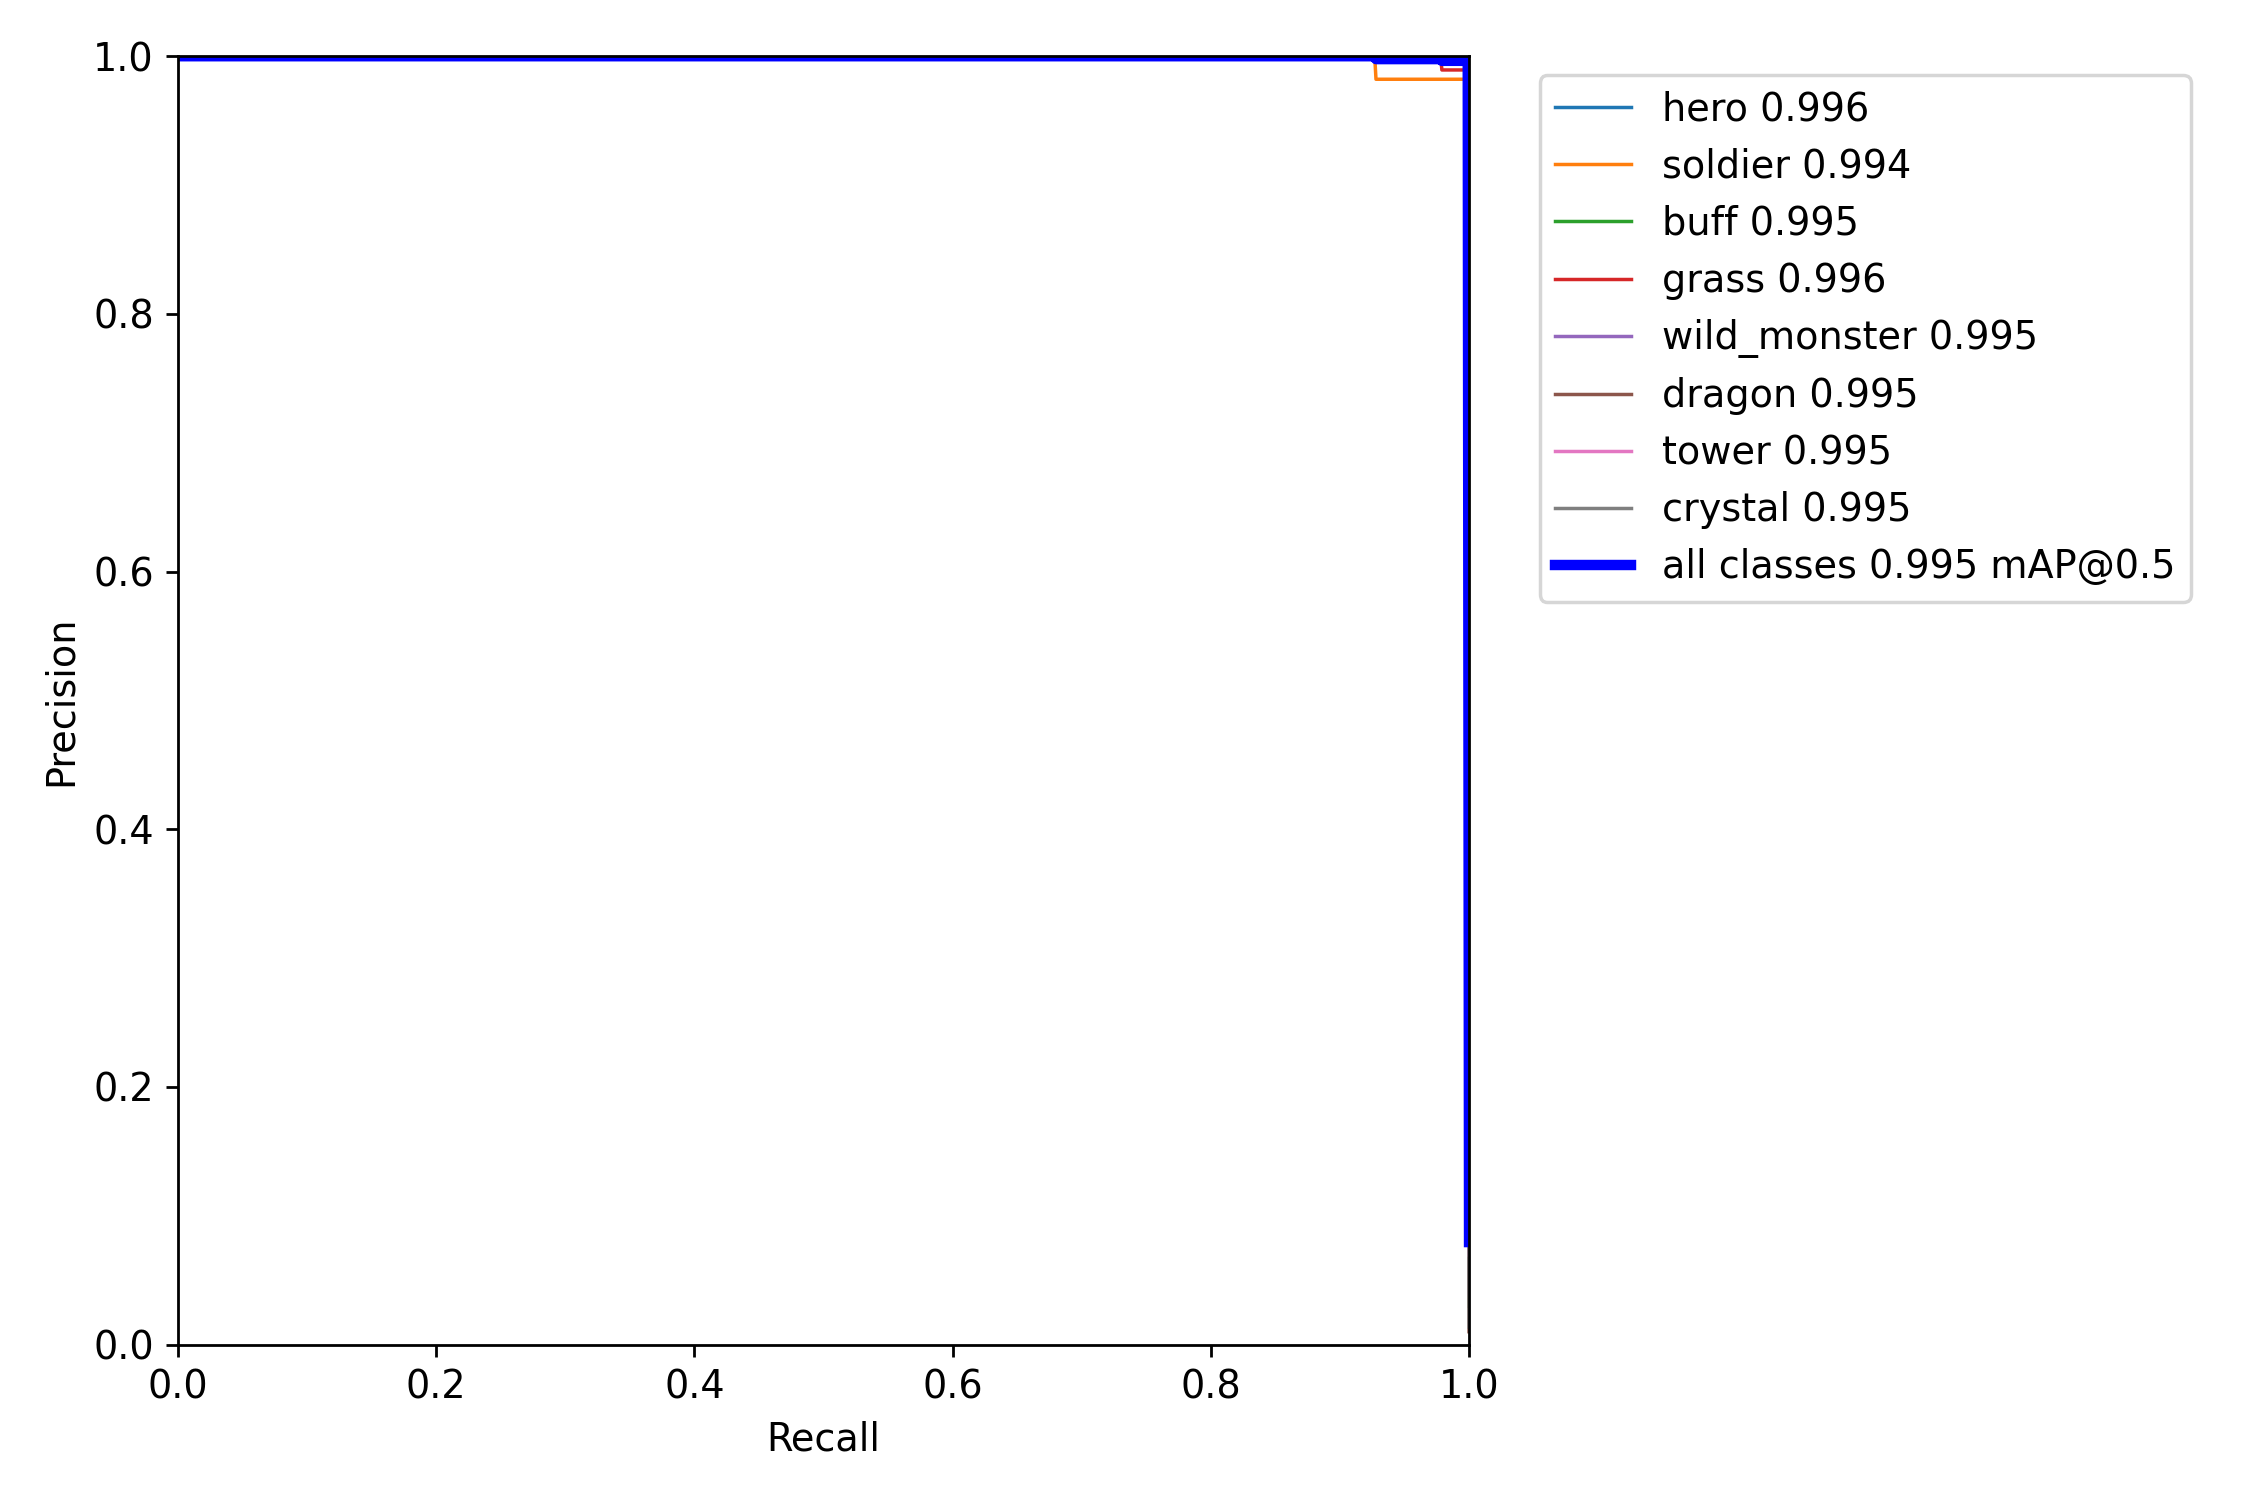 1.0
0.8
0.6
0.4
0.2
0.0
Precision
0.0 0.2 0.4 0.6 0.8 1.0
Recall
hero 0.996
soldier 0.994
buff 0.995
grass 0.996
wild_monster 0.995
dragon 0.995
tower 0.995
crystal 0.995
all classes 0.995 mAP@0.5